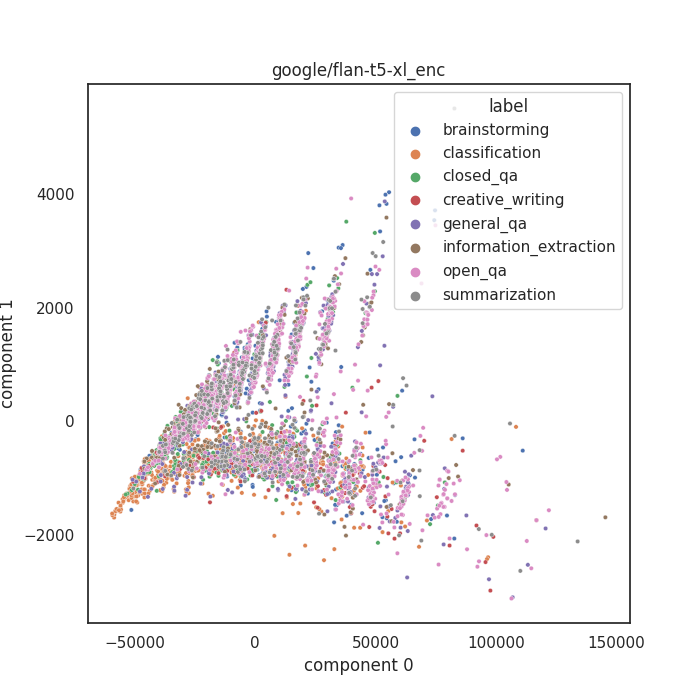 google/flan-t5-xl_enc
label
brainstorming
classification
closed_qa
creative_writing
general_qa
information_extraction
open_qa
summarization
component 1
4000
2000
0
−2000
−50000 0 50000 100000 150000
component 0